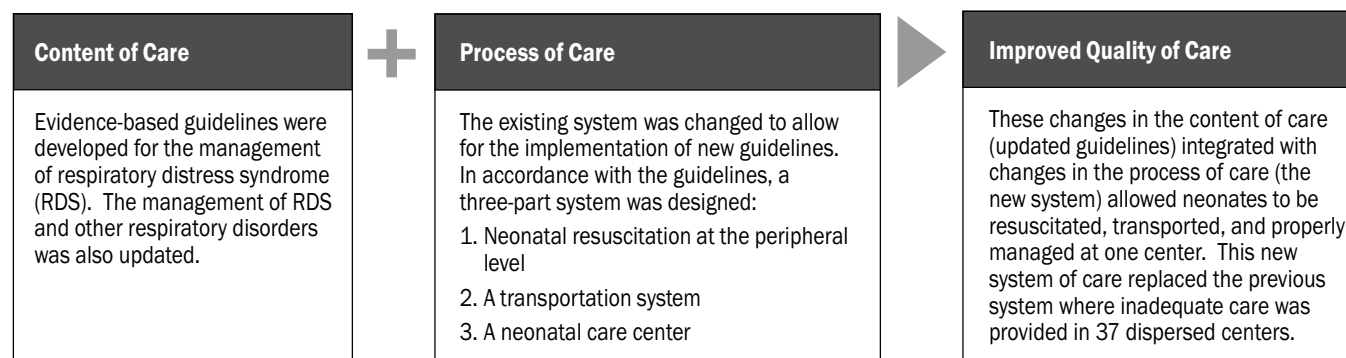 Content of Care
Evidence-based guidelines were
developed for the management
of respiratory distress syndrome
(RDS).  The management of RDS
and other respiratory disorders
was also updated.
+
Process of Care
The existing system was changed to allow
for the implementation of new guidelines.
In accordance with the guidelines, a
three-part system was designed:
1. Neonatal resuscitation at the peripheral
level
2. A transportation system
3. A neonatal care center
Improved Quality of Care
These changes in the content of care
(updated guidelines) integrated with
changes in the process of care (the
new system) allowed neonates to be
resuscitated, transported, and properly
managed at one center.  This new
system of care replaced the previous
system where inadequate care was
provided in 37 dispersed centers.